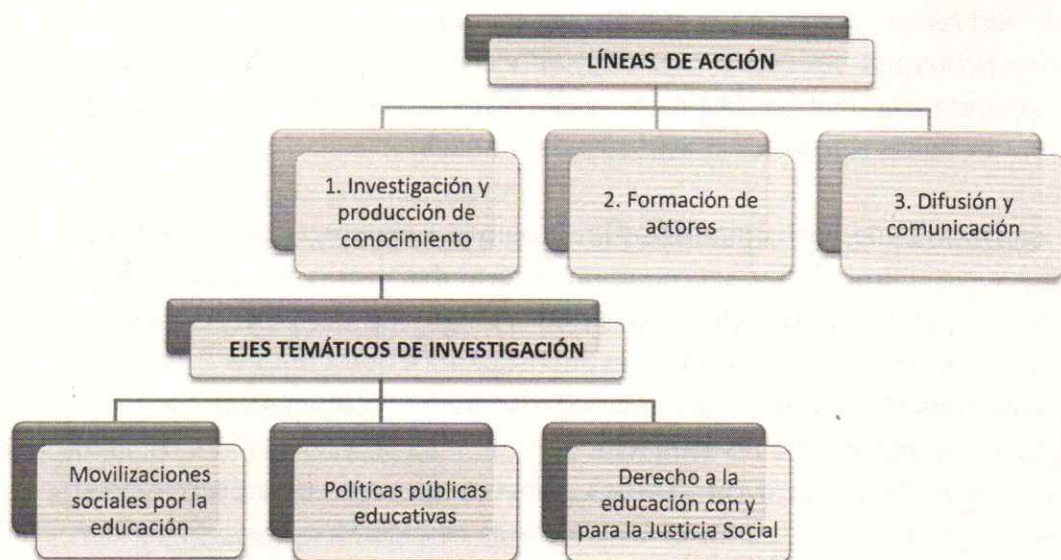 LÍNEAS DE ACCIÓN
1. Investigación y
producción de
conocimiento
2. Formación de
actores
3. Difusión y
comunicación
EJES TEMÁTICOS DE INVESTIGACIÓN
Movilizaciones
sociales por la
educación
Políticas públicas
educativas
Derecho a la
educación con y
para la Justicia Social